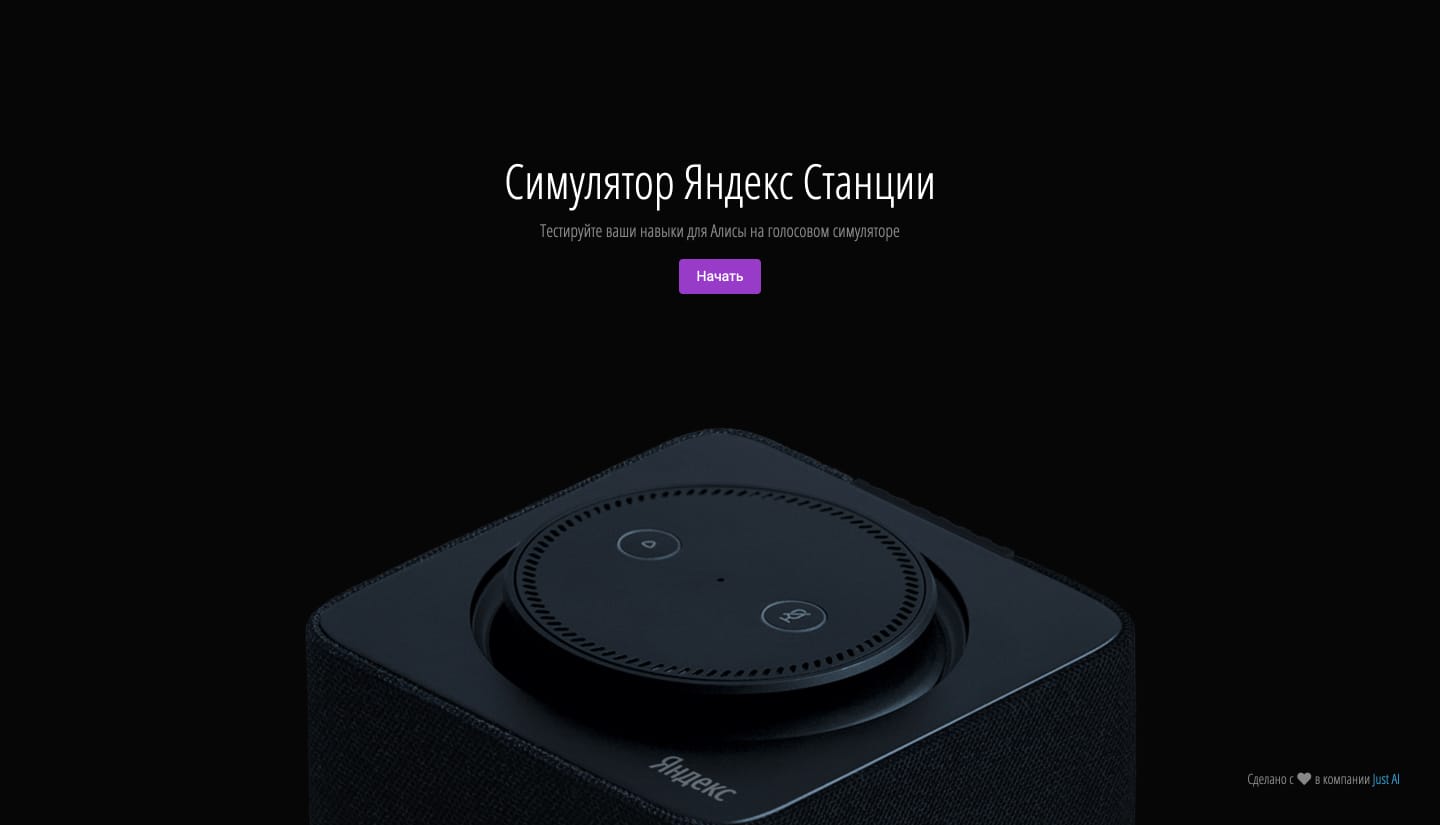 Симулятор Яндекс Станции
Тестируйте ваши навыки для Алисы на голосовом симуляторе
Начать
Яндекс
Сделано с ❤ в компании Just AI